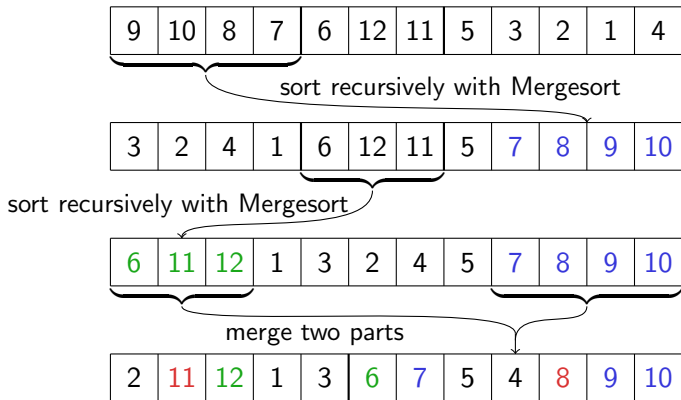 9 10 8 7 6 12 11 5 3 2 1 4
sort recursively with Mergesort
3 2 4 1 6 12 11 5 7 8 9 10
sort recursively with Mergesort
6 11 12 1 3 2 4 5 7 8 9 10
merge two parts
2 11 12 1 3 6 7 5 4 8 9 10